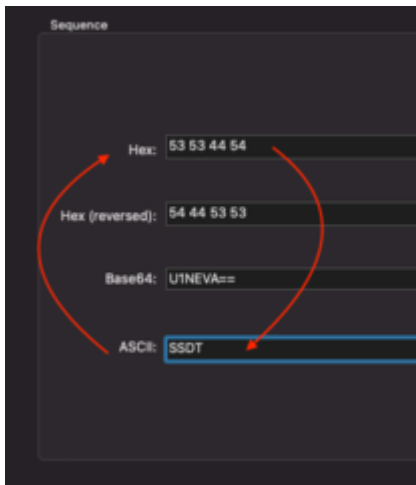 Sequence
Hex: 53 53 44 54
Hex (reversed): 54 44 53 53
Base64: U1NEVA==
ASCII: SSDT